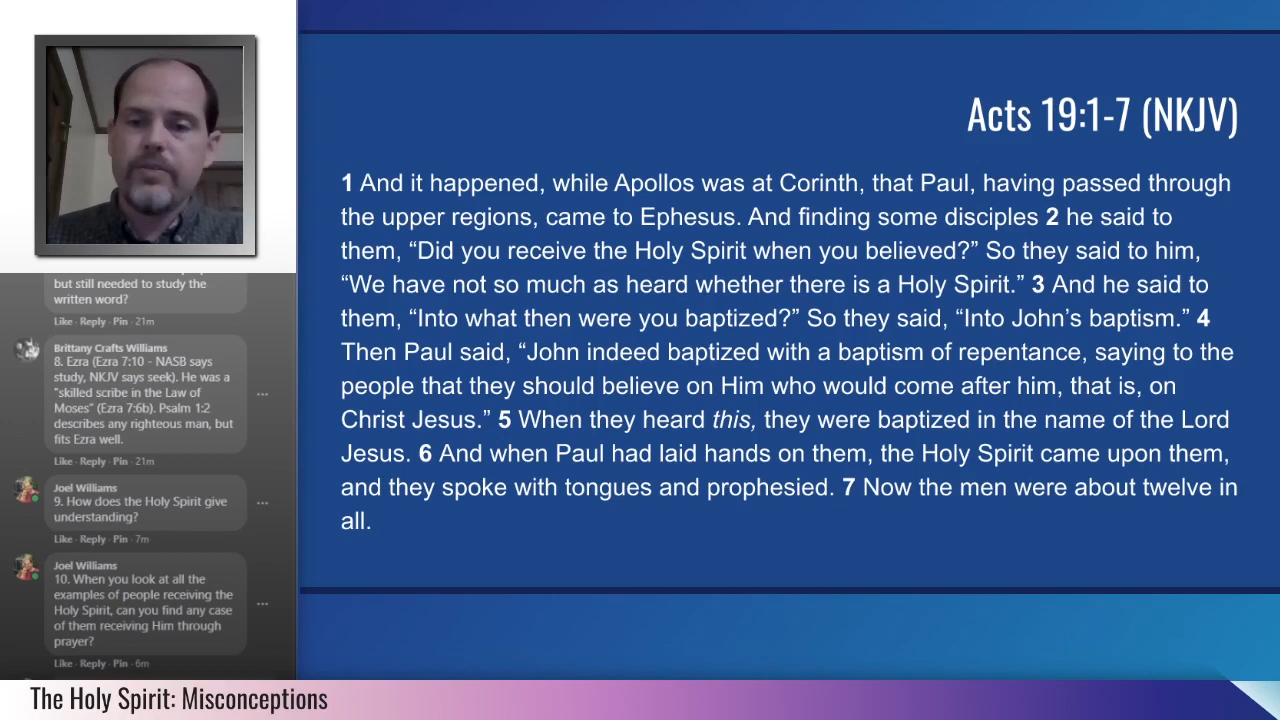 Acts 19:1-7 (NKJV)
1 And it happened, while Apollos was at Corinth, that Paul, having passed through
the upper regions, came to Ephesus. And finding some disciples 2 he said to
them, “Did you receive the Holy Spirit when you believed?” So they said to him,
“We have not so much as heard whether there is a Holy Spirit.” 3 And he said to
them, “Into what then were you baptized?” So they said, “Into John’s baptism.” 4
Then Paul said, “John indeed baptized with a baptism of repentance, saying to the
people that they should believe on Him who would come after him, that is, on
Christ Jesus.” 5 When they heard this, they were baptized in the name of the Lord
Jesus. 6 And when Paul had laid hands on them, the Holy Spirit came upon them,
and they spoke with tongues and prophesied. 7 Now the men were about twelve in
all.
but still needed to study the
written word?
Like · Reply · Pin · 21m
Brittany Crafts Williams
8. Ezra (Ezra 7:10 - NASB says
study, NKJV says seek). He was a
"skilled scribe in the Law of
Moses" (Ezra 7:6b). Psalm 1:2
describes any righteous man, but
fits Ezra well.
Like · Reply · Pin · 21m
Joel Williams
9. How does the Holy Spirit give
understanding?
Like · Reply · Pin · 7m
Joel Williams
10. When you look at all the
examples of people receiving the
Holy Spirit, can you find any case
of them receiving Him through
prayer?
Like · Reply · Pin · 6m
The Holy Spirit: Misconceptions